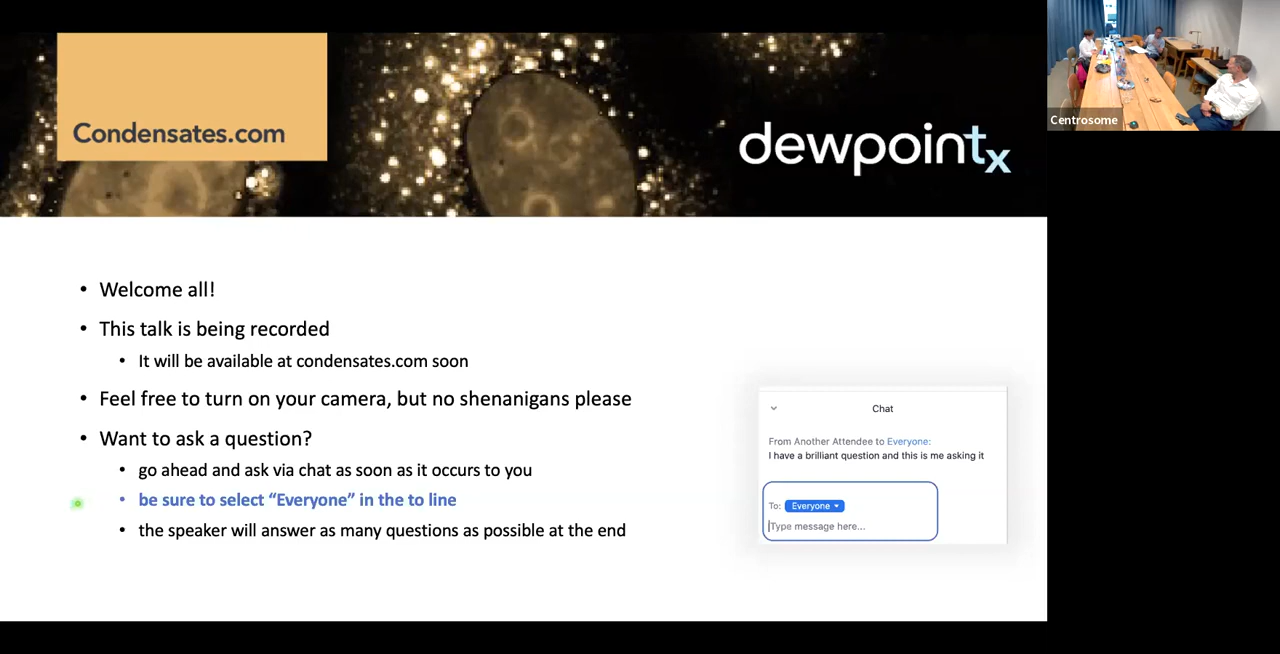 Condensates.com
dewpointx
Centrosome
• Welcome all!
• This talk is being recorded
• It will be available at condensates.com soon
• Feel free to turn on your camera, but no shenanigans please
• Want to ask a question?
• go ahead and ask via chat as soon as it occurs to you
• be sure to select “Everyone” in the to line
• the speaker will answer as many questions as possible at the end
Chat
From Another Attendee to Everyone:
I have a brilliant question and this is me asking it
To: Everyone
Type message here...